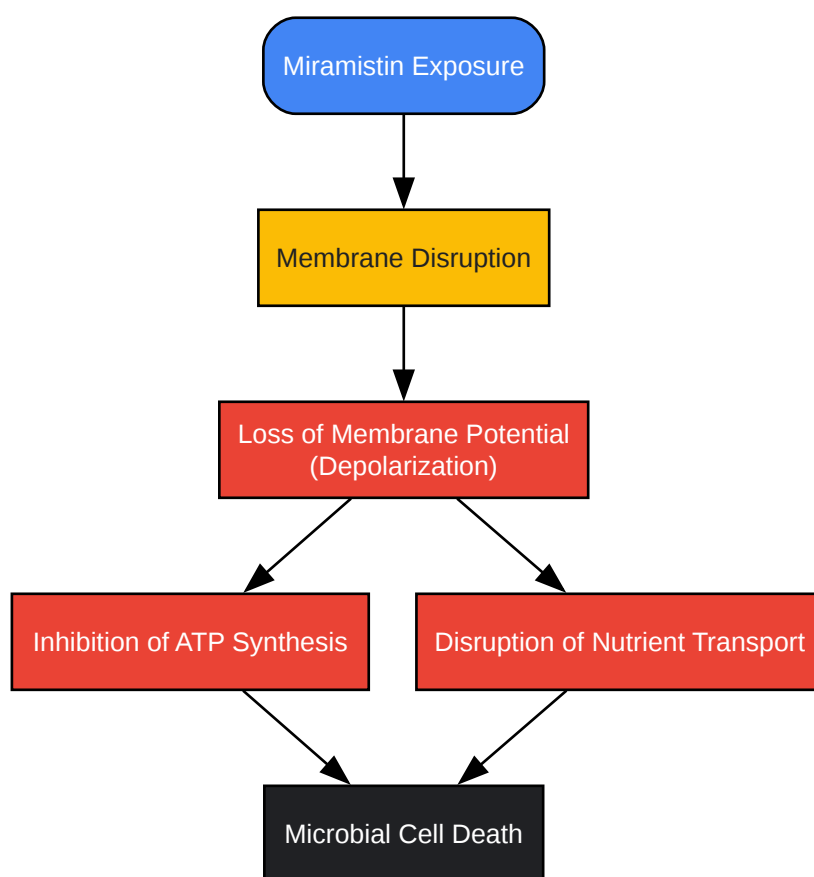 Miramistin Exposure
Membrane Disruption
Loss of Membrane Potential
(Depolarization)
Inhibition of ATP Synthesis
Disruption of Nutrient Transport
Microbial Cell Death